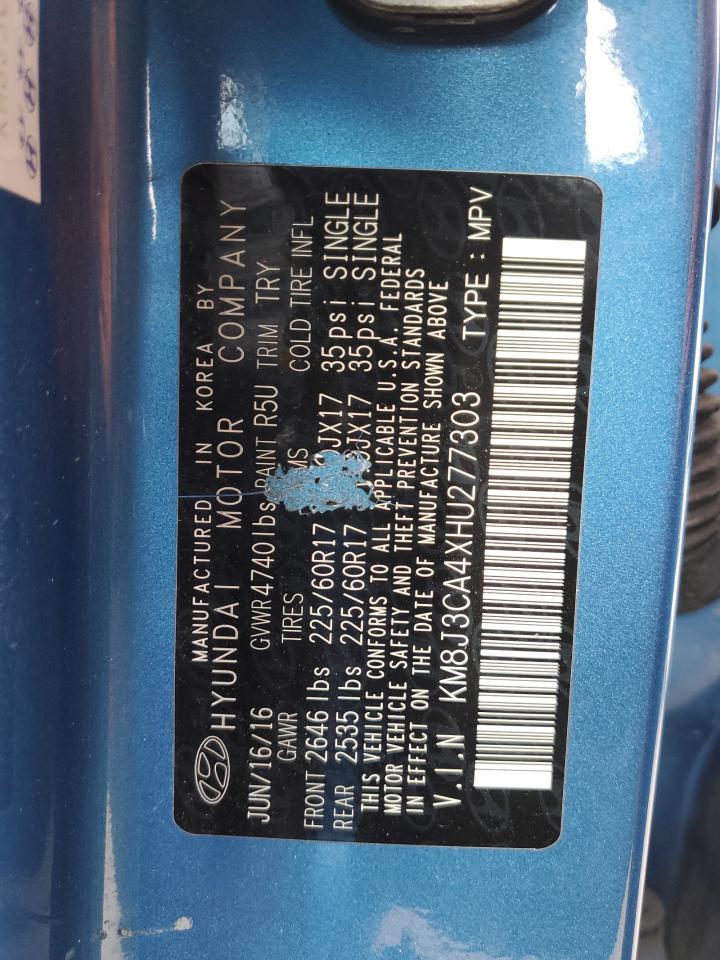 MANUFACTURED IN KOREA BY
HYUNDAI MOTOR COMPANY
JUN/16/16 GVWR 4740lbs PAINT R5U TRIM TRY
GAWR TIRES COLD TIRE INFL
FRONT 2646 lbs 225/60R17 JX17 35psi SINGLE
REAR 2535 lbs 225/60R17 JX17 35psi SINGLE
THIS VEHICLE CONFORMS TO ALL APPLICABLE U.S.A. FEDERAL
MOTOR VEHICLE SAFETY AND THEFT PREVENTION STANDARDS
IN EFFECT ON THE DATE OF MANUFACTURE SHOWN ABOVE
V.I.N KM8J3CA4XHU277303 TYPE : MPV